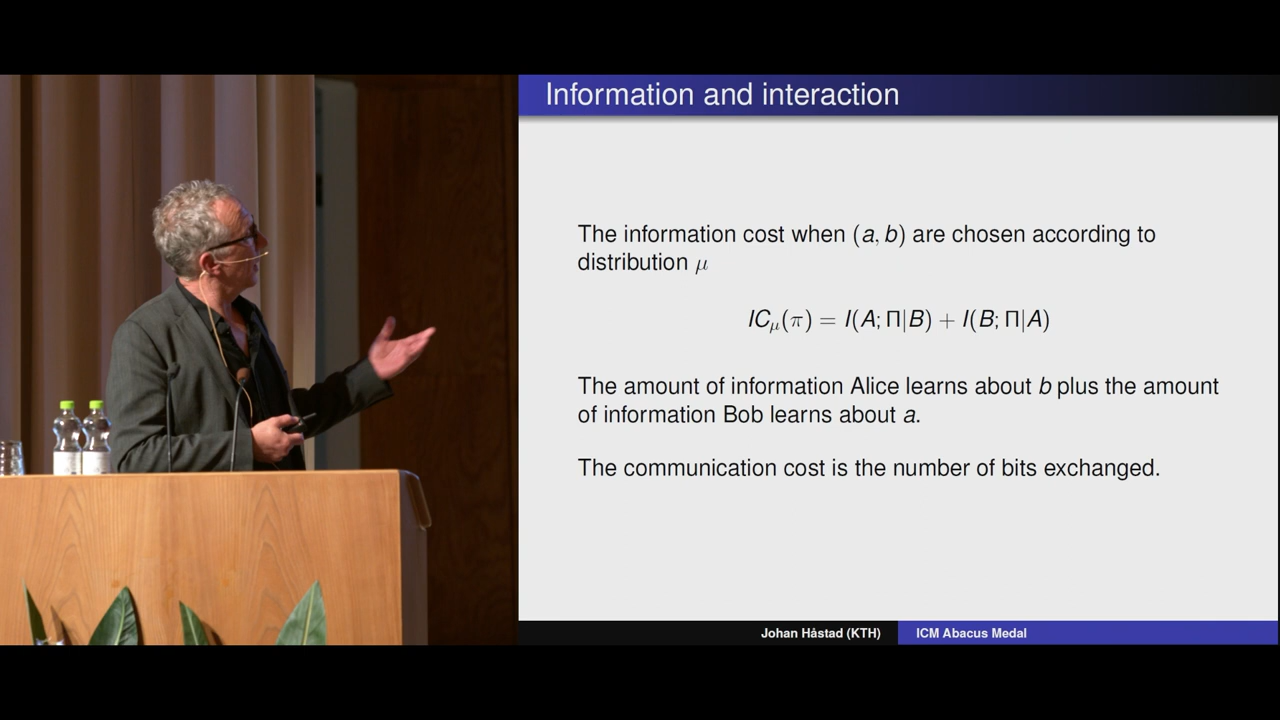 Information and interaction
The information cost when (a, b) are chosen according to
distribution μ
IC_μ(π) = I(A; Π|B) + I(B; Π|A)
The amount of information Alice learns about b plus the amount
of information Bob learns about a.
The communication cost is the number of bits exchanged.
Johan Håstad (KTH)
ICM Abacus Medal